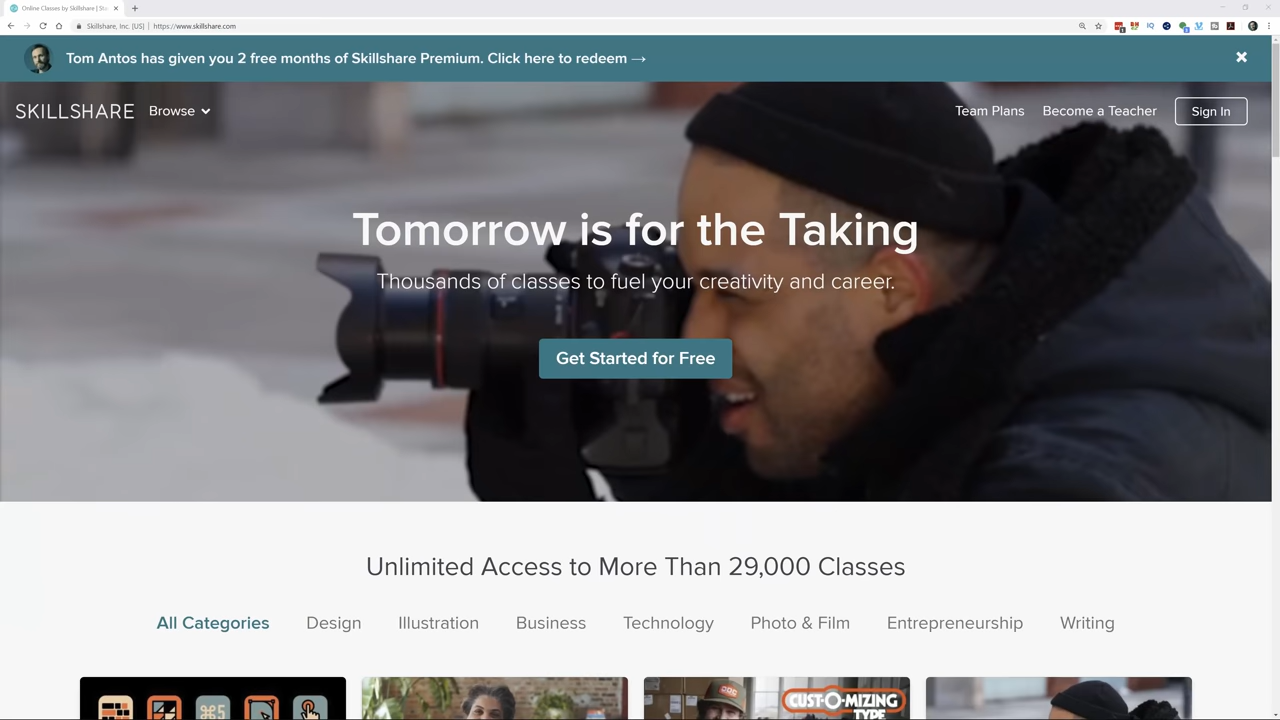 Online Classes by Skillshare | St
Skillshare, Inc. [US] | https://www.skillshare.com
Tom Antos has given you 2 free months of Skillshare Premium. Click here to redeem →
SKILLSHARE Browse Team Plans Become a Teacher Sign In
Tomorrow is for the Taking
Thousands of classes to fuel your creativity and career.
Get Started for Free
Unlimited Access to More Than 29,000 Classes
All Categories Design Illustration Business Technology Photo & Film Entrepreneurship Writing
⌘5
CUST-O-MIZING
TYPE